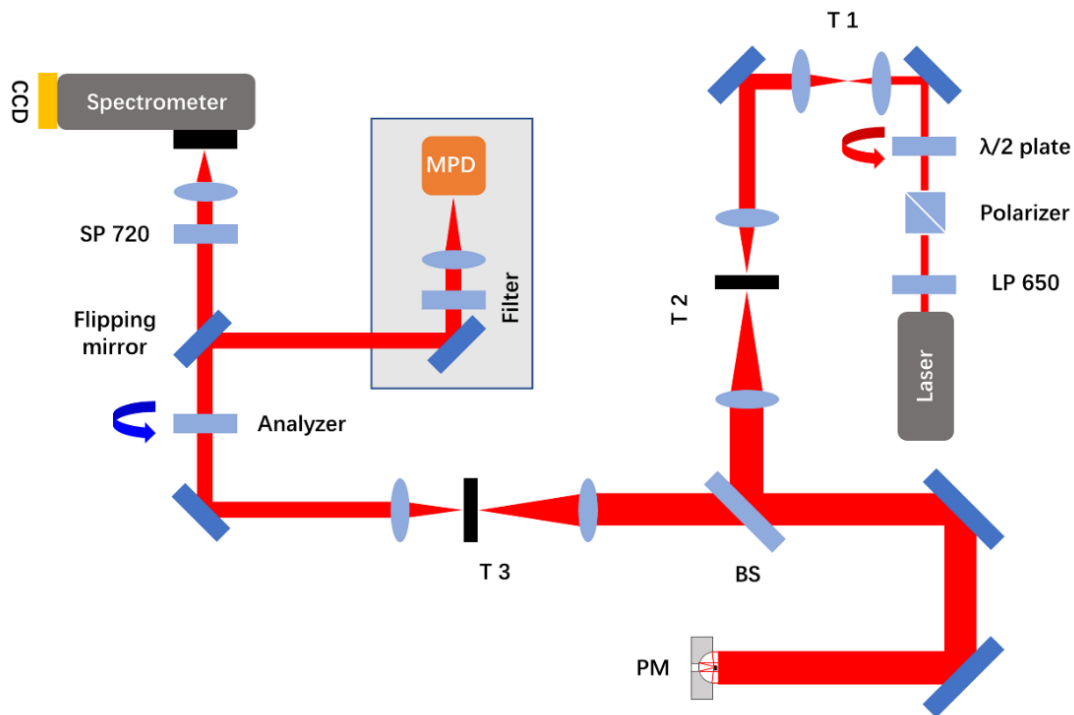 T 1
CCD
Spectrometer
λ/2 plate
MPD
Polarizer
SP 720
LP 650
Filter
T 2
Flipping
mirror
Laser
Analyzer
T 3
BS
PM